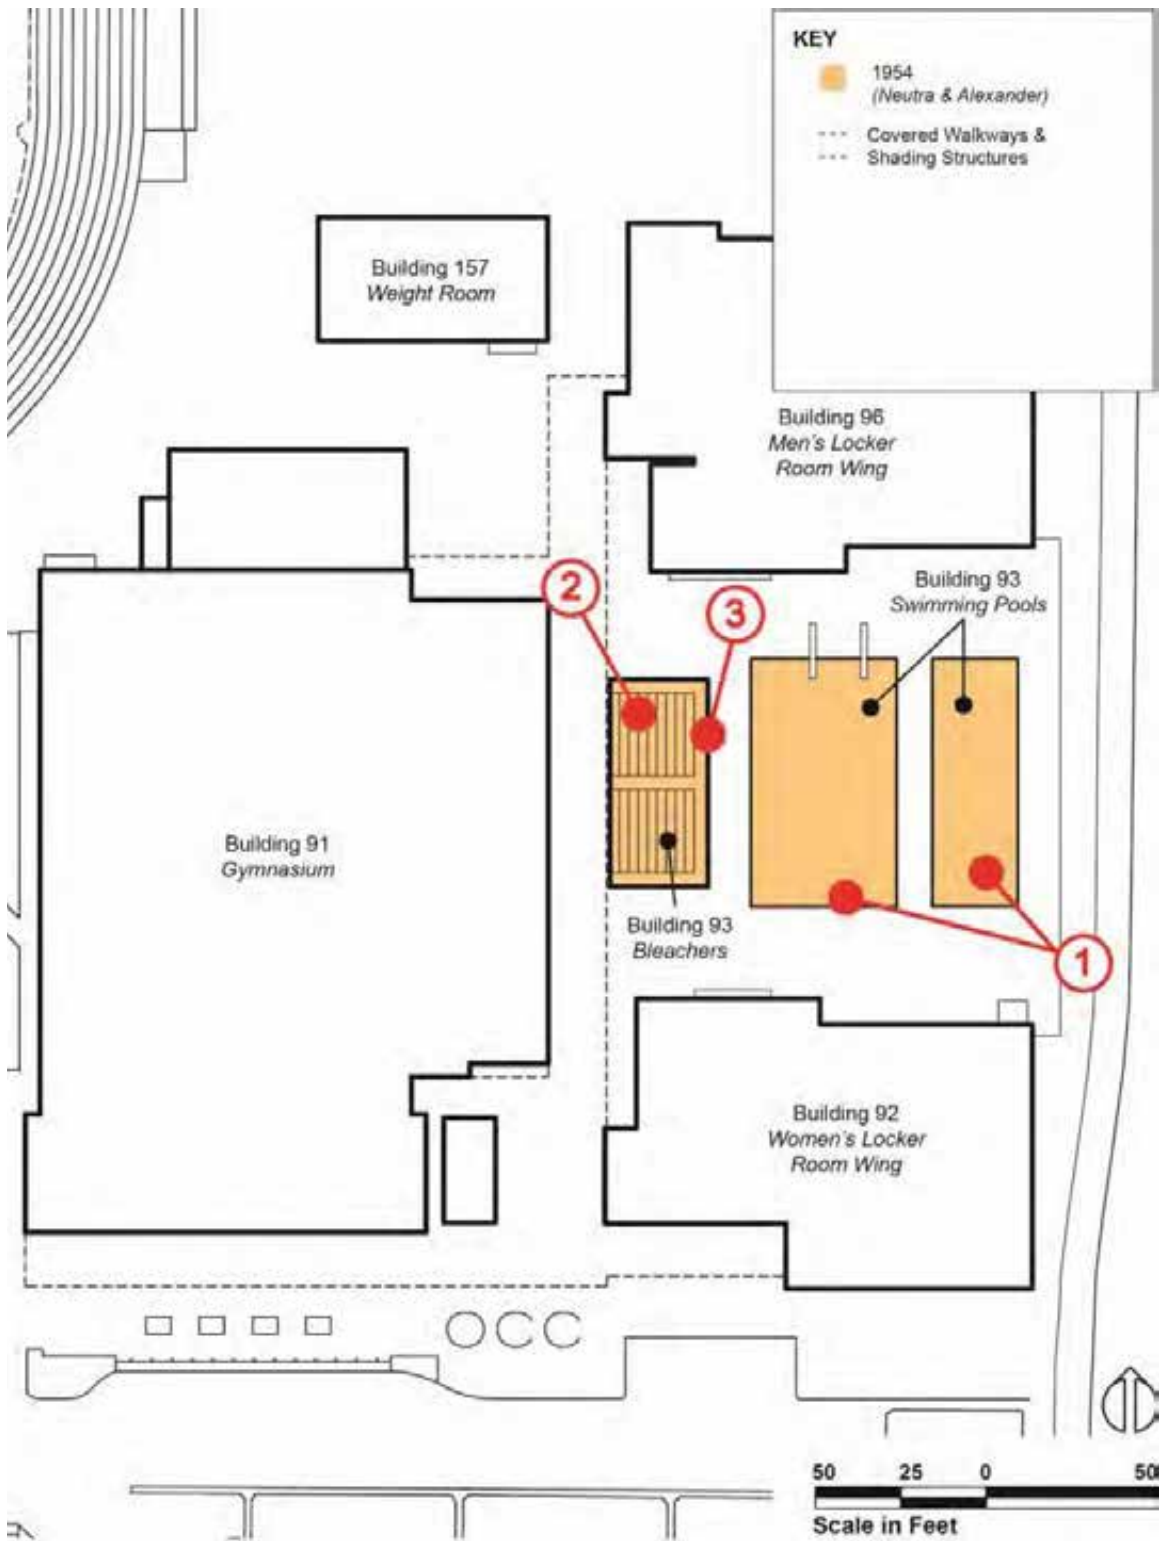 KEY
1954
(Neutra & Alexander)
Covered Walkways &
Shading Structures
Building 157
Weight Room
Building 96
Men's Locker
Room Wing
Building 93
Swimming Pools
2
3
Building 91
Gymnasium
Building 93
Bleachers
1
Building 92
Women's Locker
Room Wing
50 25 0 50
Scale in Feet